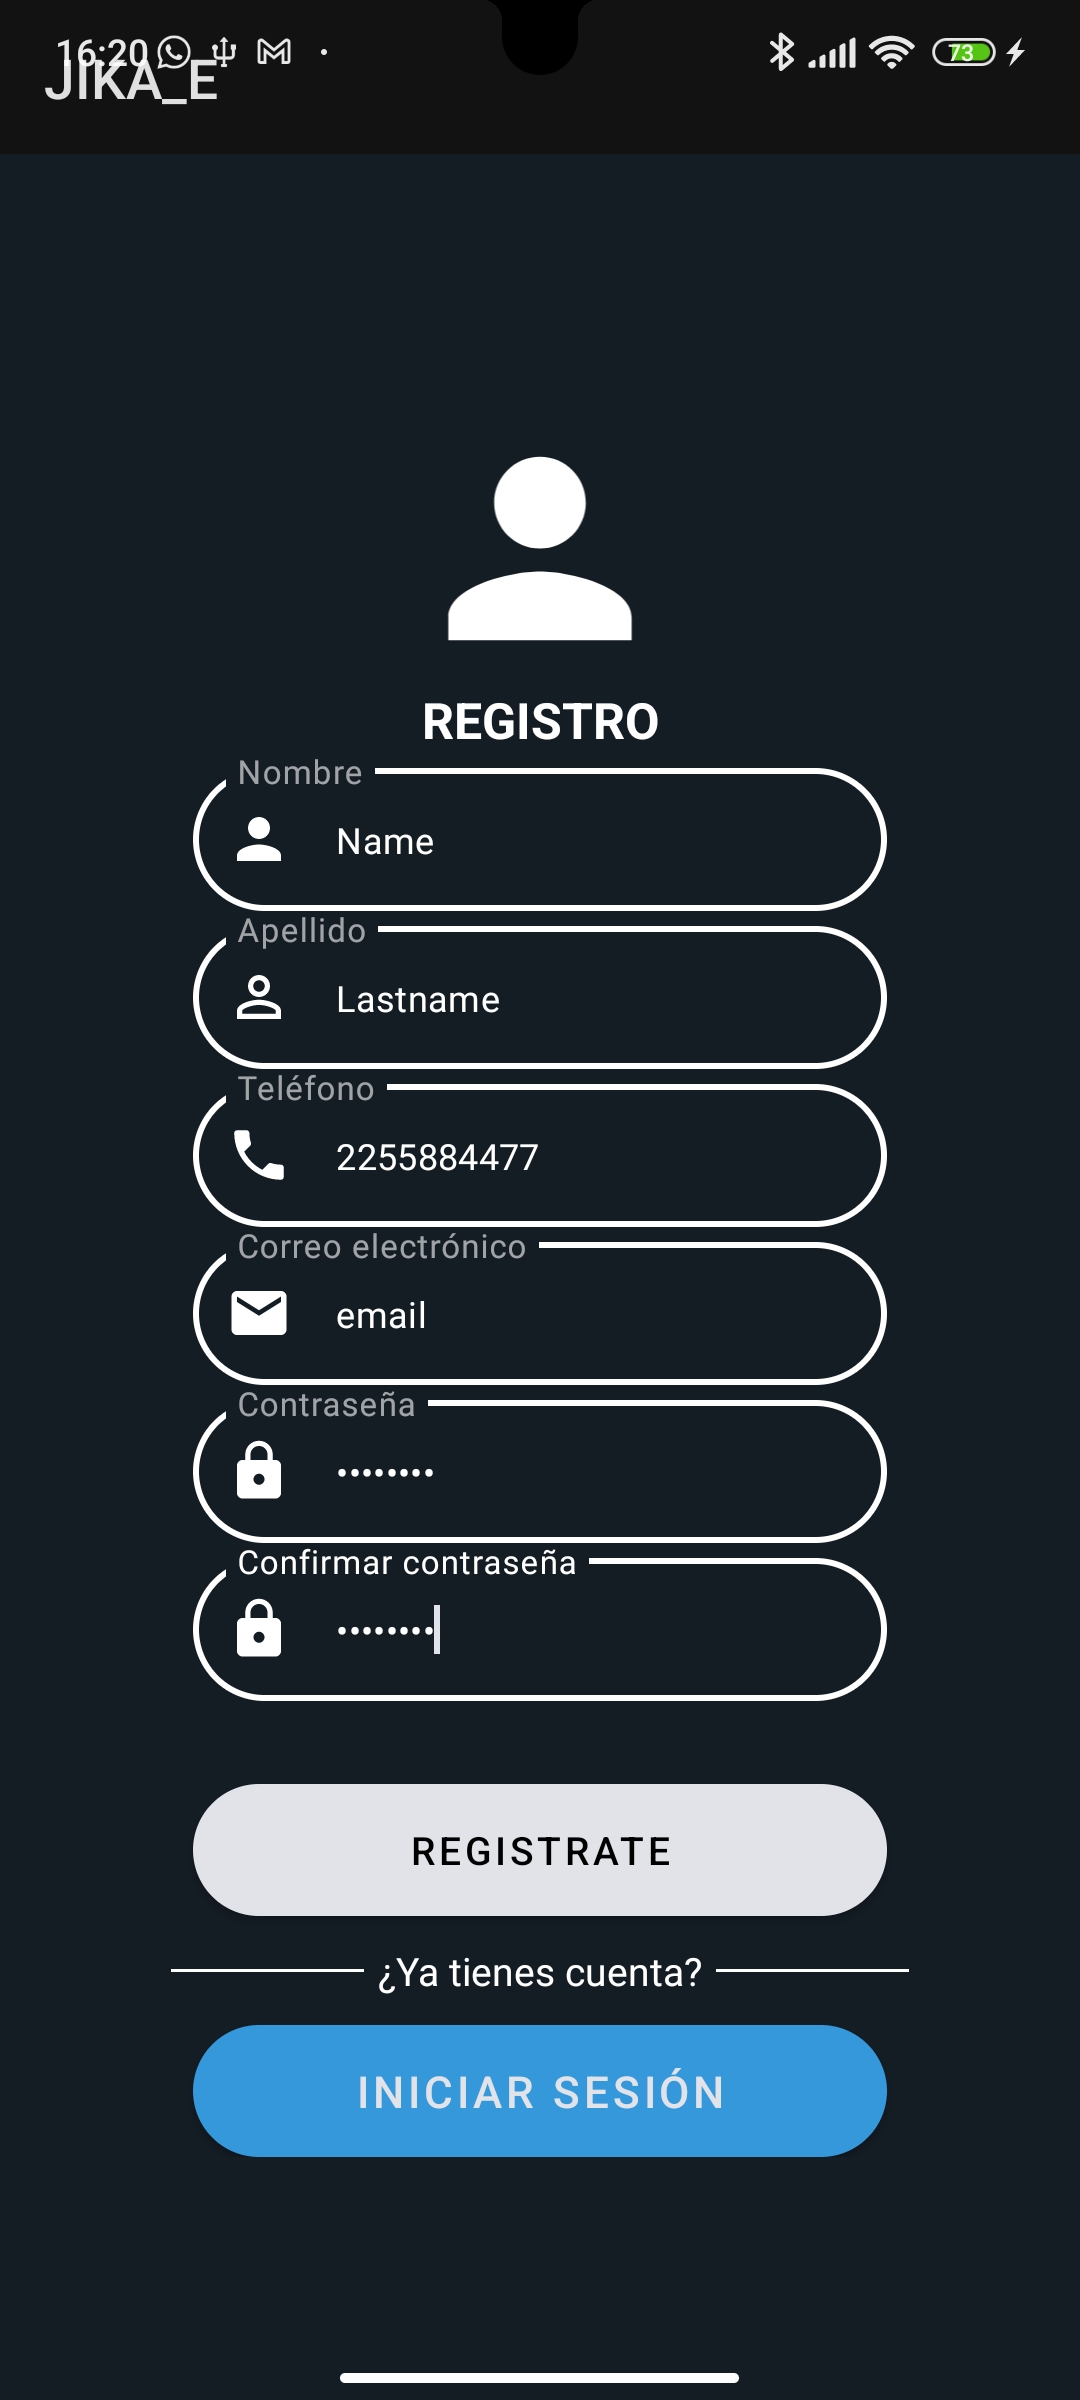 16:20
73
JIKA_E
REGISTRO
Nombre
Name
Apellido
Lastname
Teléfono
2255884477
Correo electrónico
email
Contraseña
••••••••
Confirmar contraseña
••••••••
REGISTRATE
¿Ya tienes cuenta?
INICIAR SESIÓN